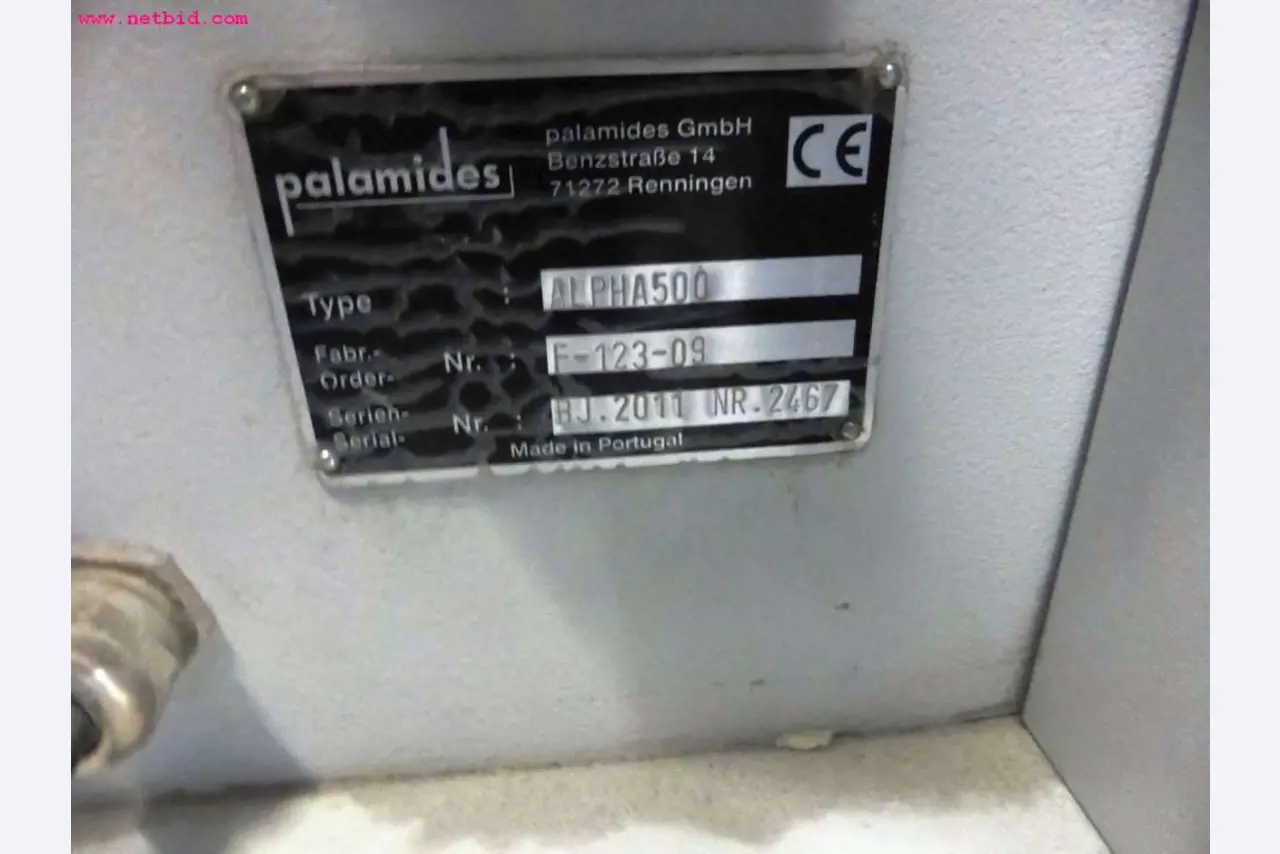 www.netbid.com
palamides
palamides GmbH
Benzstraße 14
71272 Renningen
CE
Type : ALPHA500
Fabr.-
Order- Nr. : F-123-09
Serien-
Serial- Nr. : BJ.2011 NR.2467
Made in Portugal